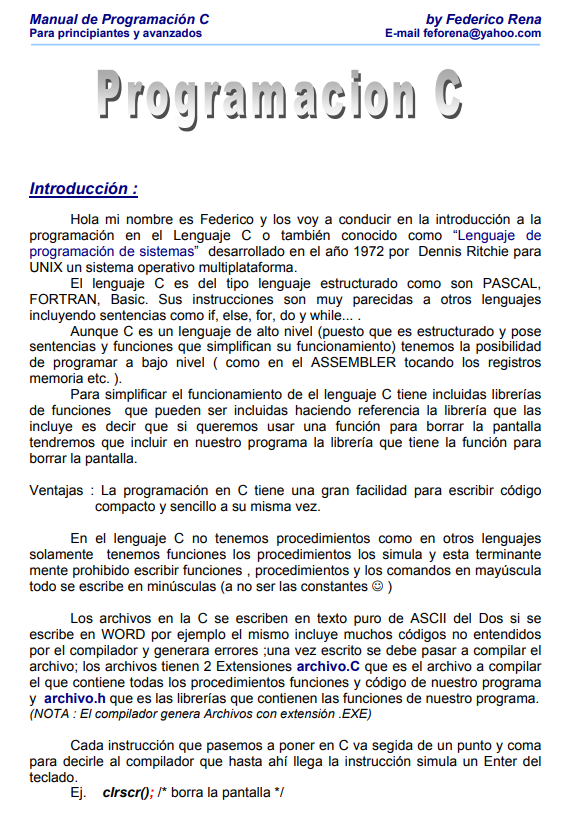 Manual de Programación C by Federico Rena
Para principiantes y avanzados E-mail feforena@yahoo.com
Programacion C
Introducción :
Hola mi nombre es Federico y los voy a conducir en la introducción a la
programación en el Lenguaje C o también conocido como “Lenguaje de
programación de sistemas” desarrollado en el año 1972 por Dennis Ritchie para
UNIX un sistema operativo multiplataforma.
El lenguaje C es del tipo lenguaje estructurado como son PASCAL,
FORTRAN, Basic. Sus instrucciones son muy parecidas a otros lenguajes
incluyendo sentencias como if, else, for, do y while... .
Aunque C es un lenguaje de alto nivel (puesto que es estructurado y pose
sentencias y funciones que simplifican su funcionamiento) tenemos la posibilidad
de programar a bajo nivel ( como en el ASSEMBLER tocando los registros
memoria etc. ).
Para simplificar el funcionamiento de el lenguaje C tiene incluidas librerías
de funciones que pueden ser incluidas haciendo referencia la librería que las
incluye es decir que si queremos usar una función para borrar la pantalla
tendremos que incluir en nuestro programa la librería que tiene la función para
borrar la pantalla.
Ventajas : La programación en C tiene una gran facilidad para escribir código
compacto y sencillo a su misma vez.
En el lenguaje C no tenemos procedimientos como en otros lenguajes
solamente tenemos funciones los procedimientos los simula y esta terminante
mente prohibido escribir funciones , procedimientos y los comandos en mayúscula
todo se escribe en minúsculas (a no ser las constantes ☺ )
Los archivos en la C se escriben en texto puro de ASCII del Dos si se
escribe en WORD por ejemplo el mismo incluye muchos códigos no entendidos
por el compilador y generara errores ;una vez escrito se debe pasar a compilar el
archivo; los archivos tienen 2 Extensiones archivo.C que es el archivo a compilar
el que contiene todas los procedimientos funciones y código de nuestro programa
y archivo.h que es las librerías que contienen las funciones de nuestro programa.
(NOTA : El compilador genera Archivos con extensión .EXE)
Cada instrucción que pasemos a poner en C va segida de un punto y coma
para decirle al compilador que hasta ahí llega la instrucción simula un Enter del
teclado.
Ej. clrscr(); /* borra la pantalla */